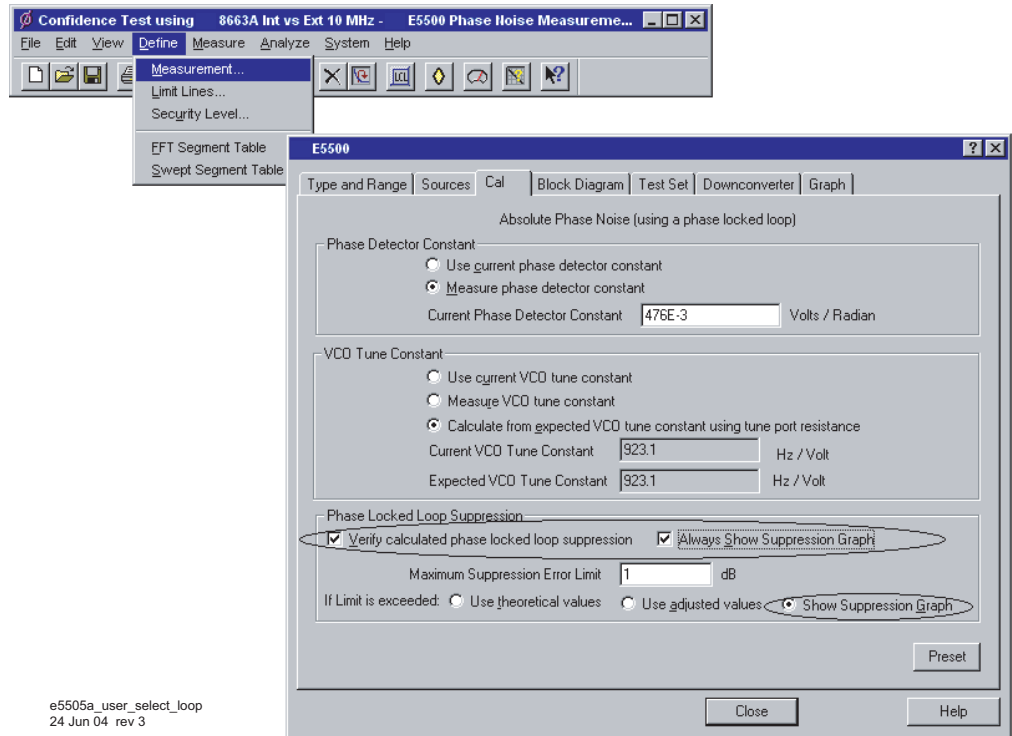 Confidence Test using 8663A Int vs Ext 10 MHz - E5500 Phase Noise Measureme...
File Edit View Define Measure Analyze System Help
Measurement...
Limit Lines...
Security Level...
FFT Segment Table
Swept Segment Table
E5500
Type and Range Sources Cal Block Diagram Test Set Downconverter Graph
Absolute Phase Noise (using a phase locked loop)
Phase Detector Constant
Use current phase detector constant
Measure phase detector constant
Current Phase Detector Constant 476E-3 Volts / Radian
VCO Tune Constant
Use current VCO tune constant
Measure VCO tune constant
Calculate from expected VCO tune constant using tune port resistance
Current VCO Tune Constant 923.1 Hz / Volt
Expected VCO Tune Constant 923.1 Hz / Volt
Phase Locked Loop Suppression
Verify calculated phase locked loop suppression Always Show Suppression Graph
Maximum Suppression Error Limit 1 dB
If Limit is exceeded: Use theoretical values Use adjusted values Show Suppression Graph
Preset
Close Help
e5505a_user_select_loop
24 Jun 04 rev 3